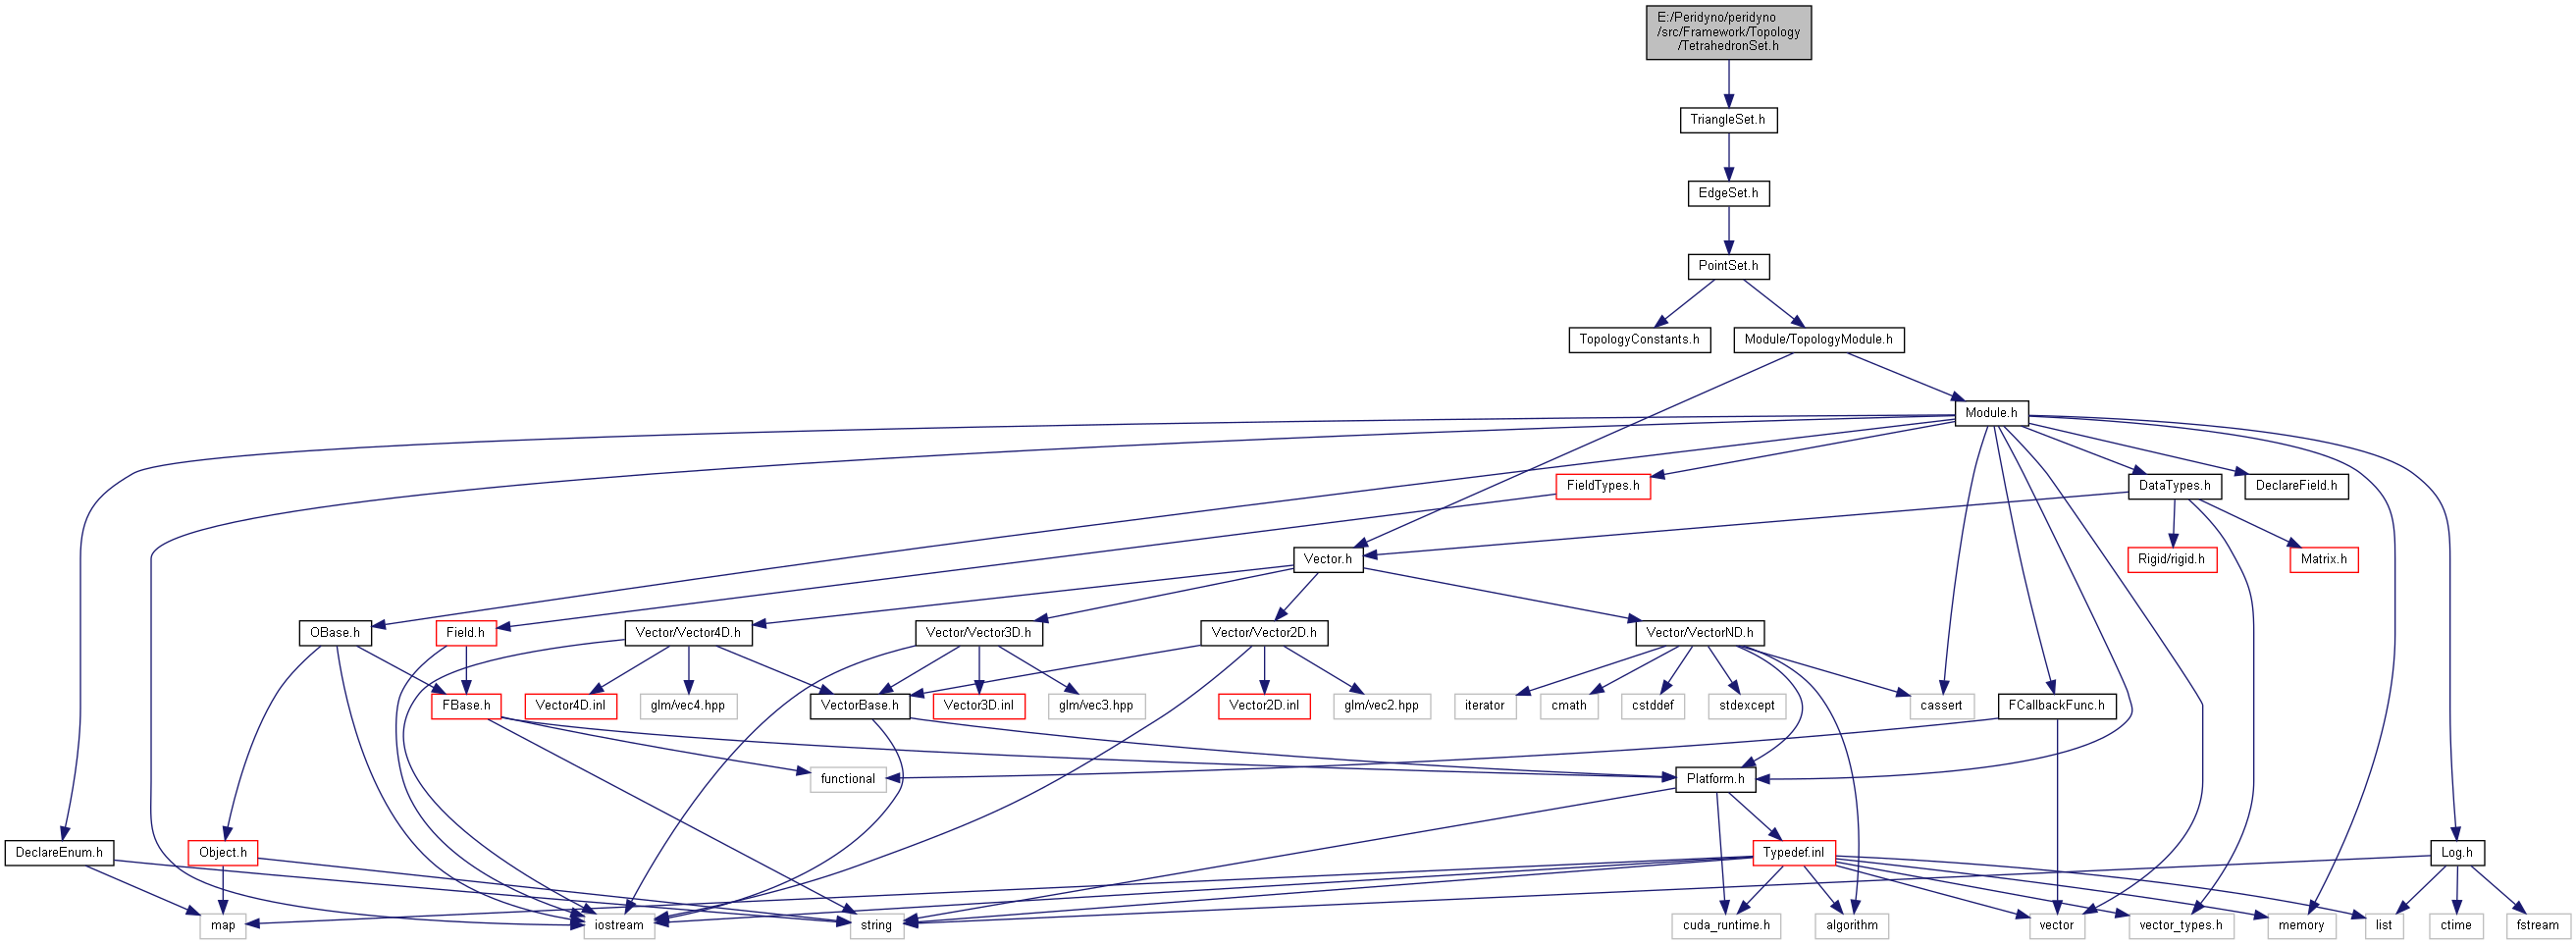 E:/Peridyno/peridyno
/src/Framework/Topology
/TetrahedronSet.h
TriangleSet.h
EdgeSet.h
PointSet.h
TopologyConstants.h
Module/TopologyModule.h
Module.h
FieldTypes.h
DataTypes.h
DeclareField.h
Vector.h
Rigid/rigid.h
Matrix.h
OBase.h
Field.h
Vector/Vector4D.h
Vector/Vector3D.h
Vector/Vector2D.h
Vector/VectorND.h
FBase.h
Vector4D.inl
glm/vec4.hpp
VectorBase.h
Vector3D.inl
glm/vec3.hpp
Vector2D.inl
glm/vec2.hpp
iterator
cmath
cstddef
stdexcept
cassert
FCallbackFunc.h
functional
Platform.h
DeclareEnum.h
Object.h
Typedef.inl
Log.h
map
iostream
string
cuda_runtime.h
algorithm
vector
vector_types.h
memory
list
ctime
fstream